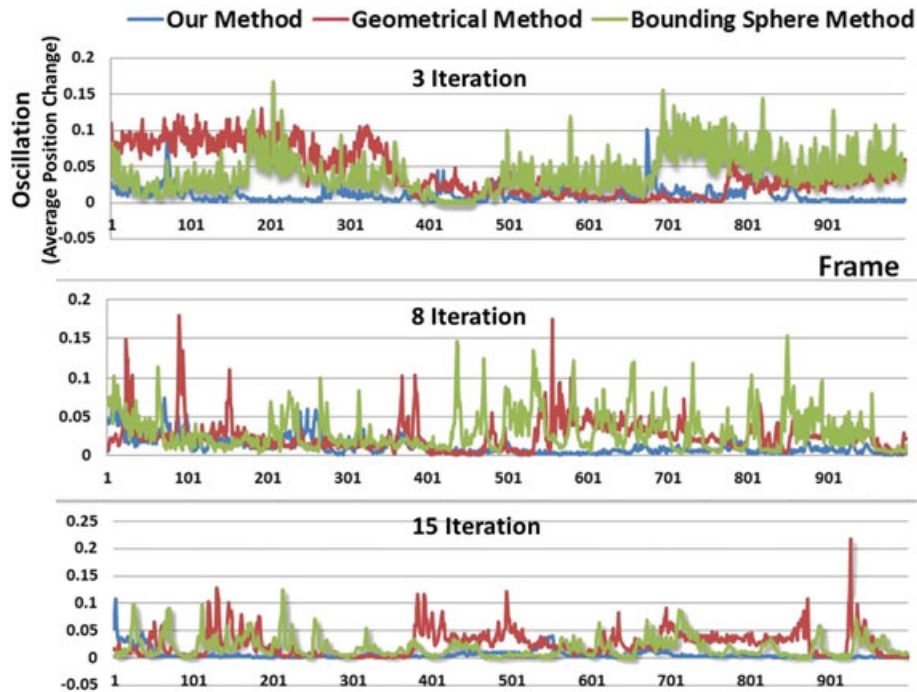 Our Method Geometrical Method Bounding Sphere Method
Oscillation
(Average Position Change)
3 Iteration
0.2
0.15
0.1
0.05
0
-0.05
1 101 201 301 401 501 601 701 801 901
Frame
8 Iteration
0.2
0.15
0.1
0.05
0
1 101 201 301 401 501 601 701 801 901
15 Iteration
0.25
0.2
0.15
0.1
0.05
0
-0.05
1 101 201 301 401 501 601 701 801 901